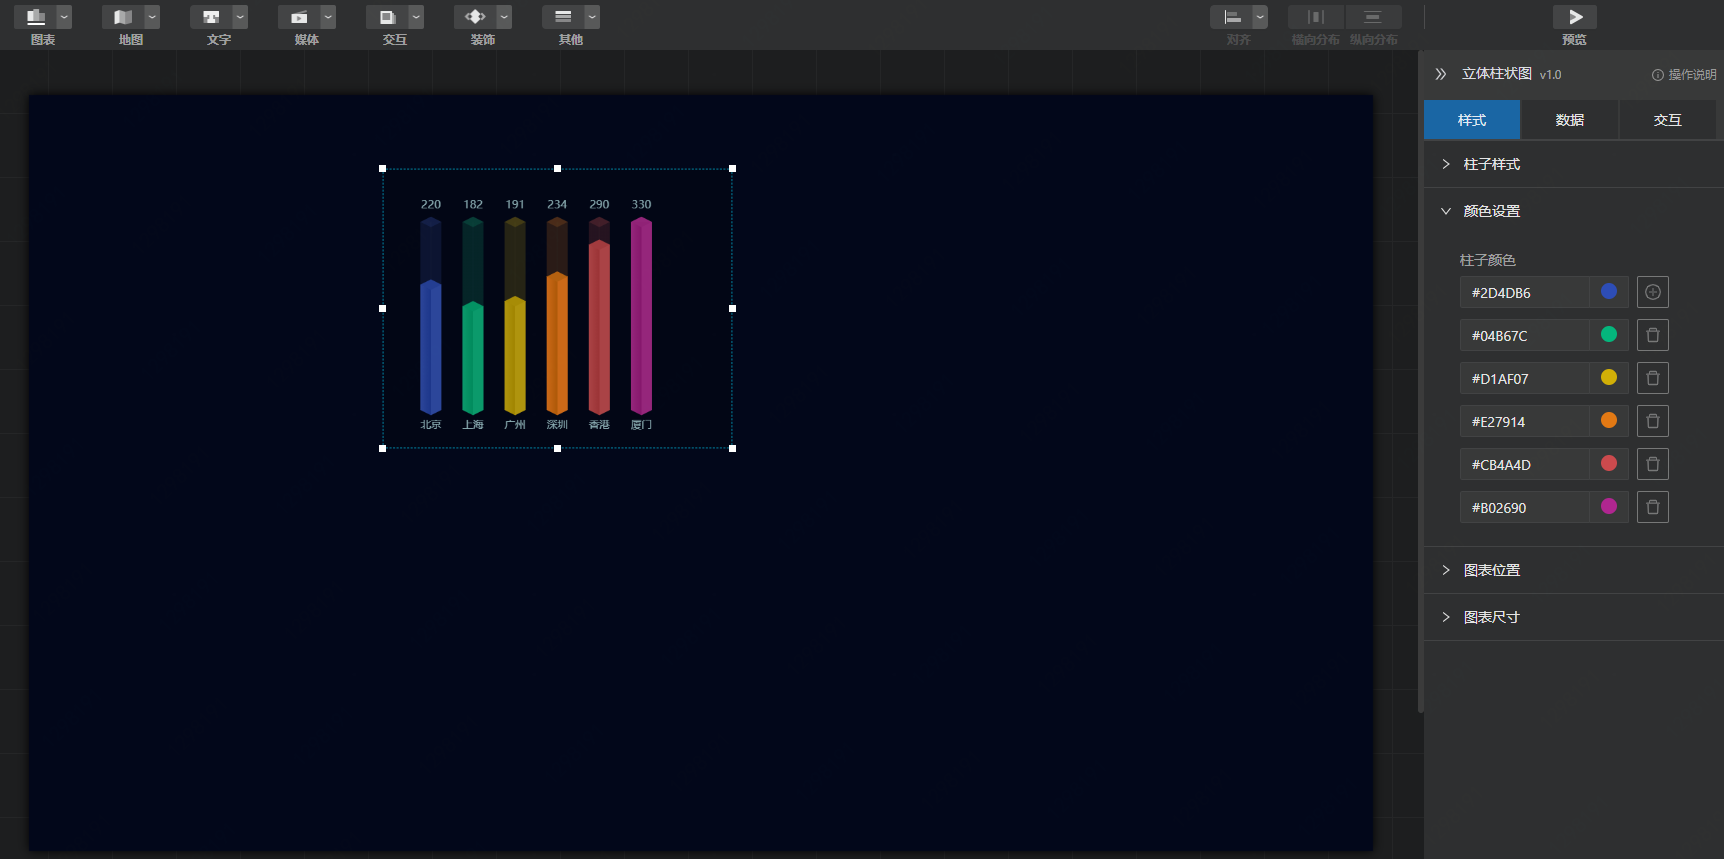 图表 地图 文字 媒体 交互 装饰 其他 对齐 横向分布 纵向分布 预览
立体柱状图 v1.0 操作说明
样式 数据 交互
柱子样式
颜色设置
柱子颜色
#2D4DB6
#04B67C
#D1AF07
#E27914
#CB4A4D
#B02690
图表位置
图表尺寸
220 182 191 234 290 330
北京 上海 广州 深圳 香港 厦门